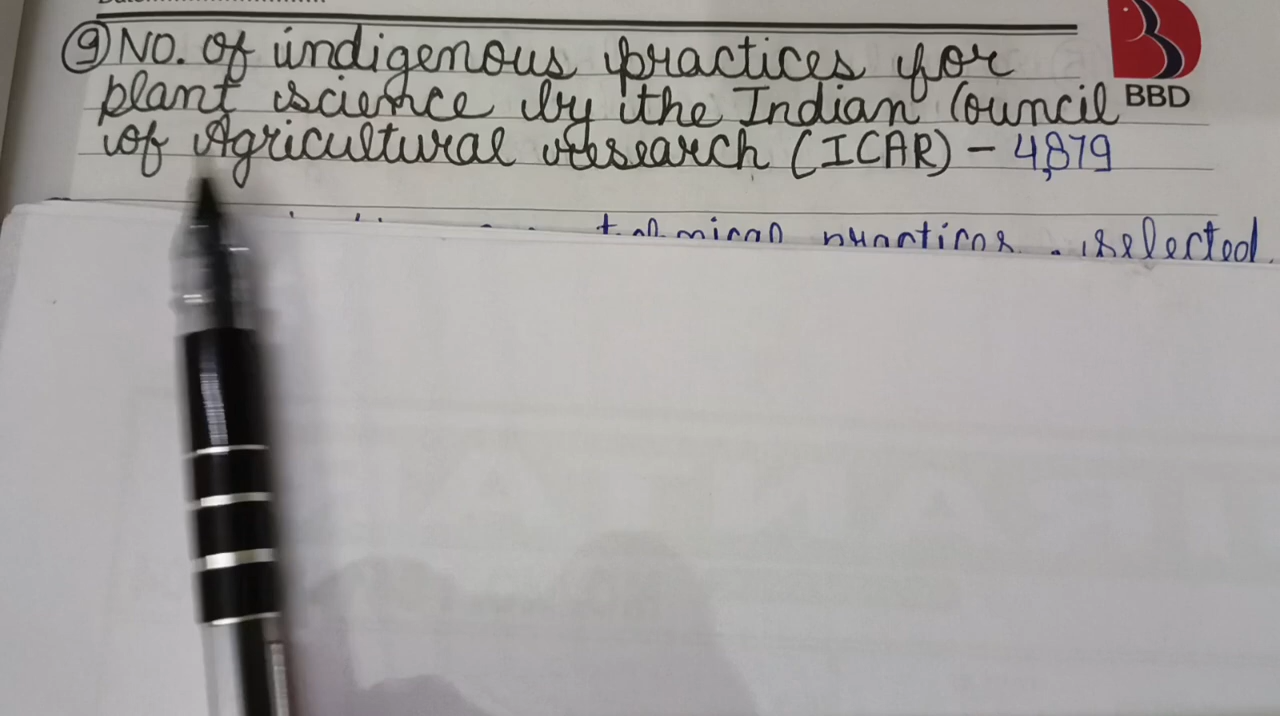 ⑨ NO. Of indigenous practices for
plant science by the Indian Council
of Agricultural Research (ICAR) - 4,879
BBD
practices selected